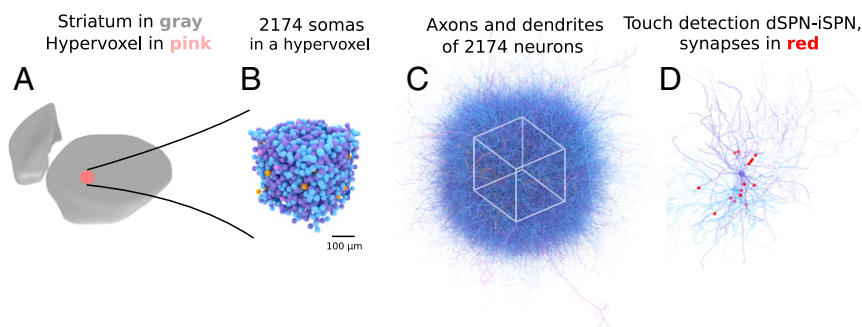 Striatum in gray
Hypervoxel in pink
2174 somas
in a hypervoxel
Axons and dendrites
of 2174 neurons
Touch detection dSPN-iSPN,
synapses in red
A
B
C
D
100 μm